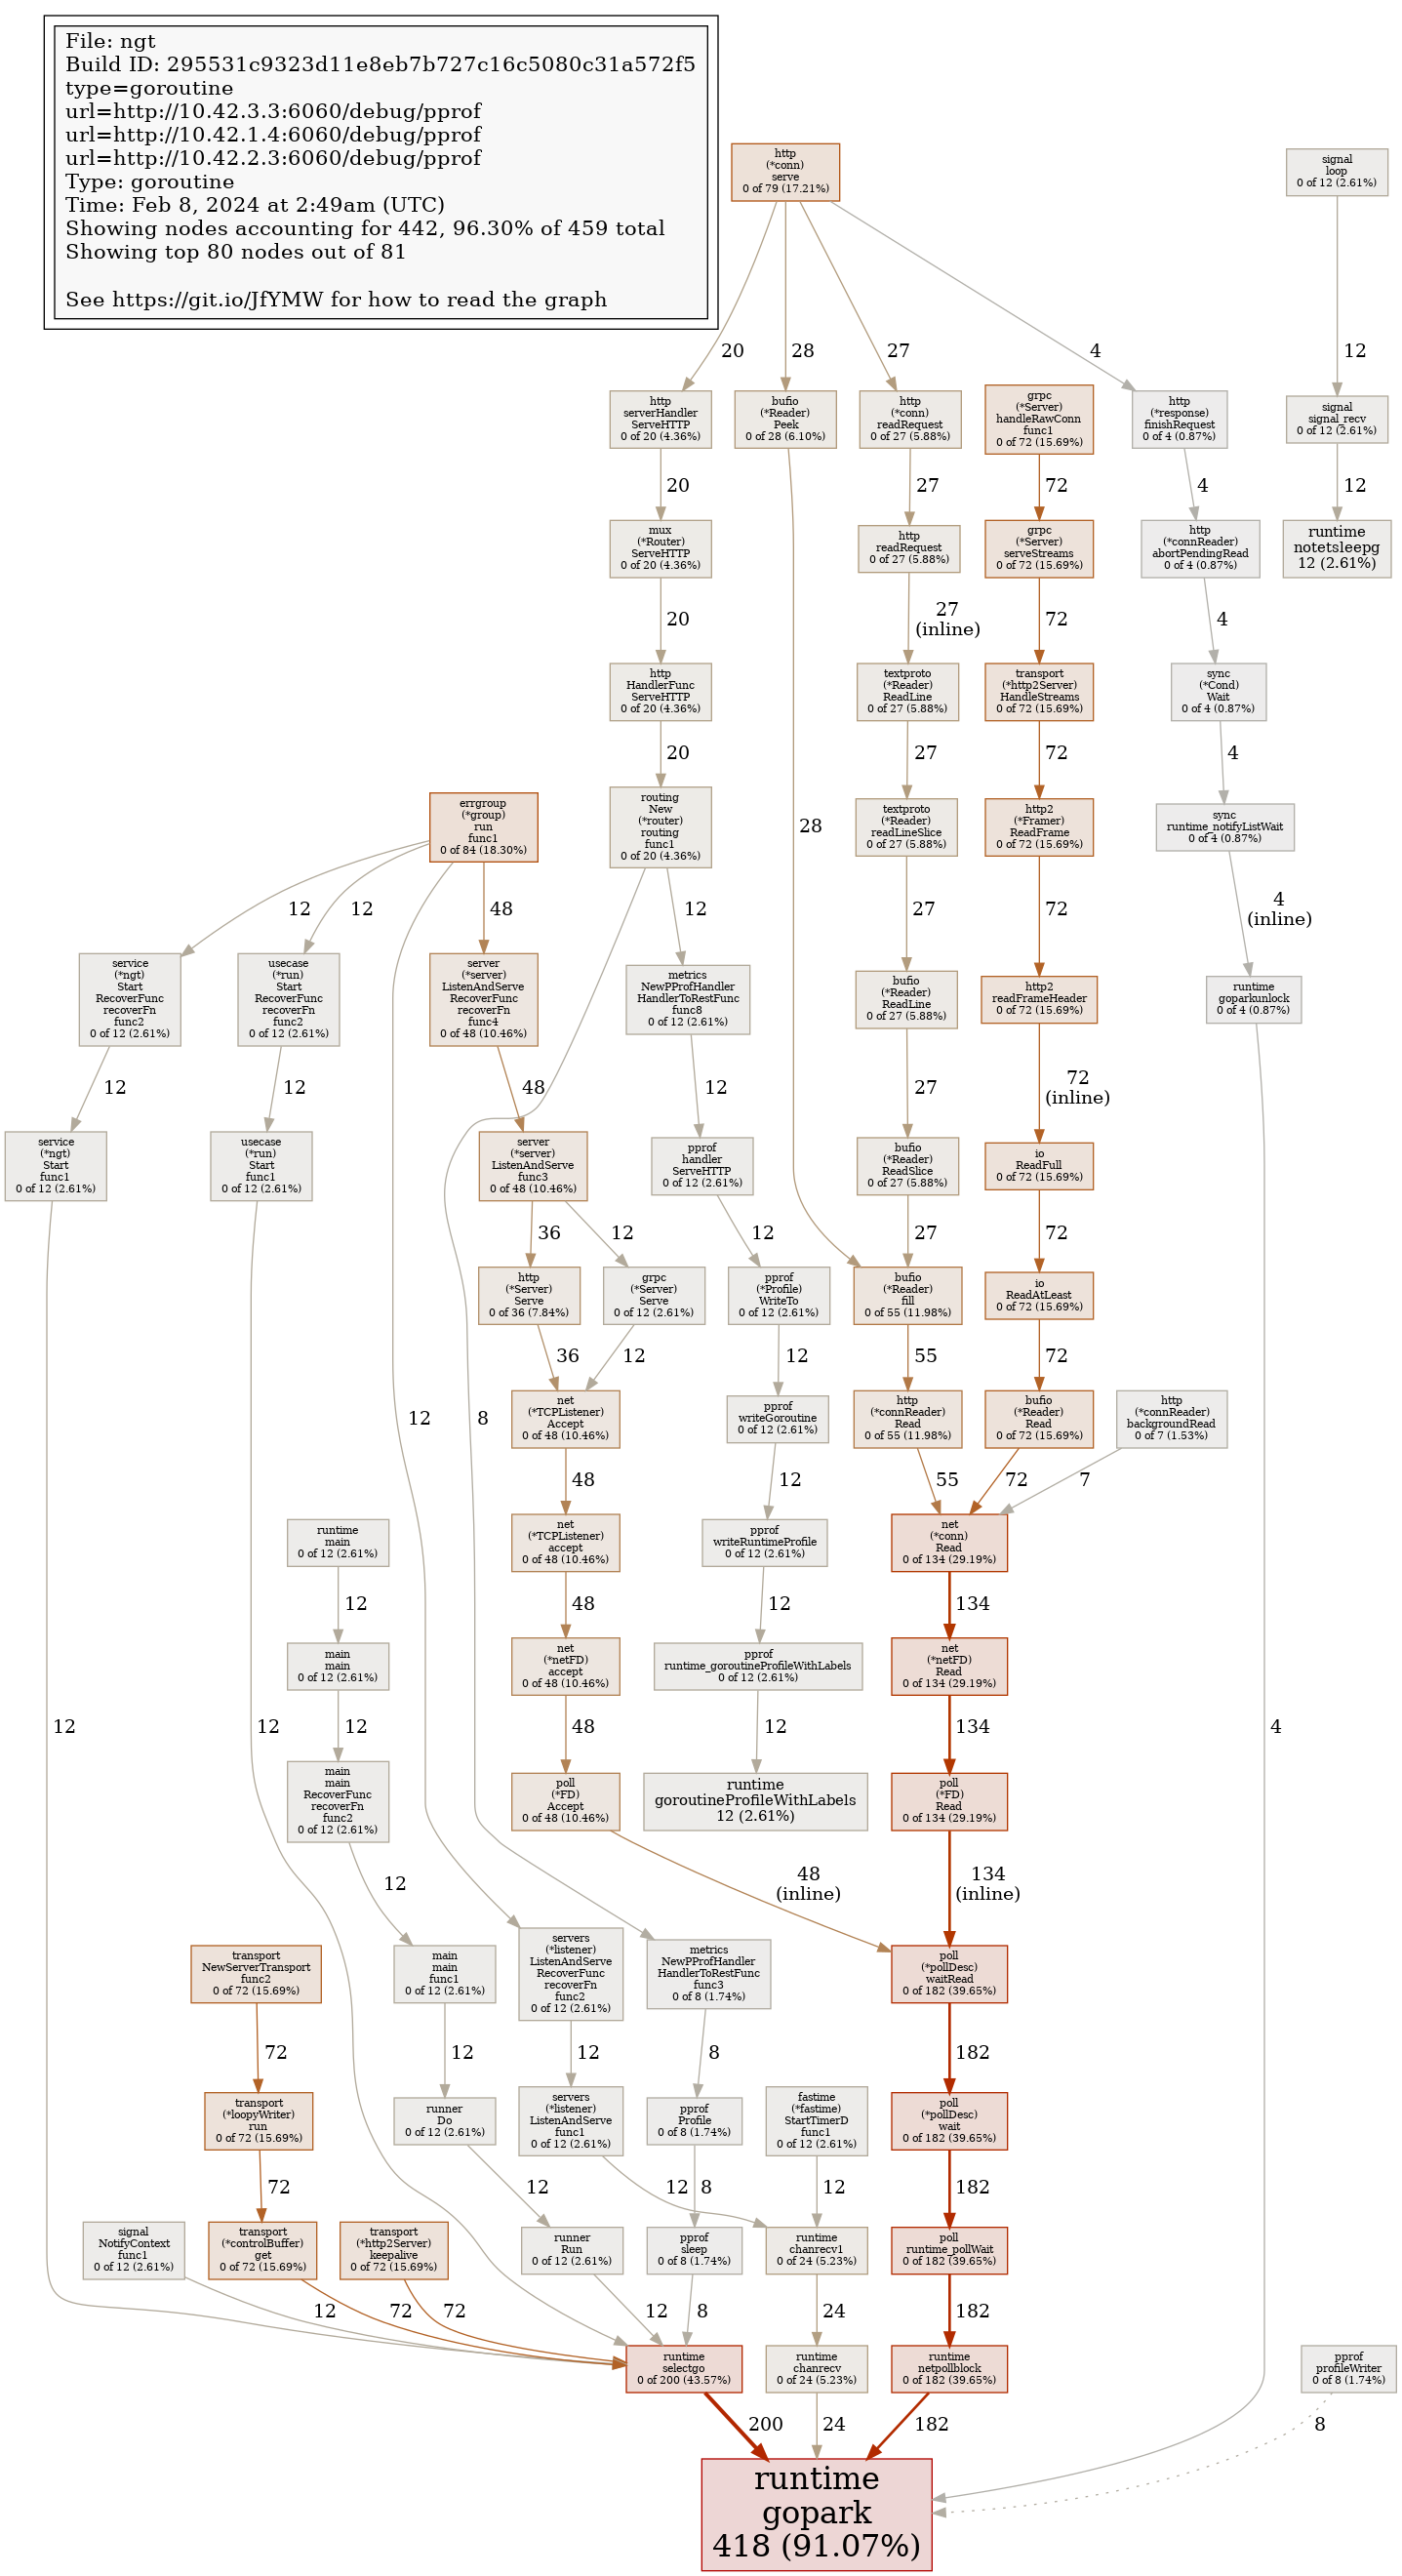 File: ngt
Build ID: 295531c9323d11e8eb7b727c16c5080c31a572f5
type=goroutine
url=http://10.42.3.3:6060/debug/pprof
url=http://10.42.1.4:6060/debug/pprof
url=http://10.42.2.3:6060/debug/pprof
Type: goroutine
Time: Feb 8, 2024 at 2:49am (UTC)
Showing nodes accounting for 442, 96.30% of 459 total
Showing top 80 nodes out of 81
See https://git.io/JfYMW for how to read the graph
http
(*conn)
serve
0 of 79 (17.21%)
signal
loop
0 of 12 (2.61%)
20
28
27
4
12
http
serverHandler
ServeHTTP
0 of 20 (4.36%)
bufio
(*Reader)
Peek
0 of 28 (6.10%)
http
(*conn)
readRequest
0 of 27 (5.88%)
grpc
(*Server)
handleRawConn
func1
0 of 72 (15.69%)
http
(*response)
finishRequest
0 of 4 (0.87%)
signal
signal_recv
0 of 12 (2.61%)
20
27
72
4
12
mux
(*Router)
ServeHTTP
0 of 20 (4.36%)
http
readRequest
0 of 27 (5.88%)
grpc
(*Server)
serveStreams
0 of 72 (15.69%)
http
(*connReader)
abortPendingRead
0 of 4 (0.87%)
runtime
notetsleepg
12 (2.61%)
20
27
(inline)
72
4
http
HandlerFunc
ServeHTTP
0 of 20 (4.36%)
textproto
(*Reader)
ReadLine
0 of 27 (5.88%)
transport
(*http2Server)
HandleStreams
0 of 72 (15.69%)
sync
(*Cond)
Wait
0 of 4 (0.87%)
20
27
72
4
errgroup
(*group)
run
func1
0 of 84 (18.30%)
routing
New
(*router)
routing
func1
0 of 20 (4.36%)
28
textproto
(*Reader)
readLineSlice
0 of 27 (5.88%)
http2
(*Framer)
ReadFrame
0 of 72 (15.69%)
sync
runtime_notifyListWait
0 of 4 (0.87%)
12
12
48
12
27
72
4
(inline)
service
(*ngt)
Start
RecoverFunc
recoverFn
func2
0 of 12 (2.61%)
usecase
(*run)
Start
RecoverFunc
recoverFn
func2
0 of 12 (2.61%)
server
(*server)
ListenAndServe
RecoverFunc
recoverFn
func4
0 of 48 (10.46%)
metrics
NewPProfHandler
HandlerToRestFunc
func8
0 of 12 (2.61%)
bufio
(*Reader)
ReadLine
0 of 27 (5.88%)
http2
readFrameHeader
0 of 72 (15.69%)
runtime
goparkunlock
0 of 4 (0.87%)
12
12
48
12
27
72
(inline)
service
(*ngt)
Start
func1
0 of 12 (2.61%)
usecase
(*run)
Start
func1
0 of 12 (2.61%)
server
(*server)
ListenAndServe
func3
0 of 48 (10.46%)
pprof
handler
ServeHTTP
0 of 12 (2.61%)
bufio
(*Reader)
ReadSlice
0 of 27 (5.88%)
io
ReadFull
0 of 72 (15.69%)
36
12
12
27
72
http
(*Server)
Serve
0 of 36 (7.84%)
grpc
(*Server)
Serve
0 of 12 (2.61%)
pprof
(*Profile)
WriteTo
0 of 12 (2.61%)
bufio
(*Reader)
fill
0 of 55 (11.98%)
io
ReadAtLeast
0 of 72 (15.69%)
36
12
12
55
72
12
8
net
(*TCPListener)
Accept
0 of 48 (10.46%)
pprof
writeGoroutine
0 of 12 (2.61%)
http
(*connReader)
Read
0 of 55 (11.98%)
bufio
(*Reader)
Read
0 of 72 (15.69%)
http
(*connReader)
backgroundRead
0 of 7 (1.53%)
48
12
55
72
7
runtime
main
0 of 12 (2.61%)
net
(*TCPListener)
accept
0 of 48 (10.46%)
pprof
writeRuntimeProfile
0 of 12 (2.61%)
net
(*conn)
Read
0 of 134 (29.19%)
12
48
12
134
main
main
0 of 12 (2.61%)
net
(*netFD)
accept
0 of 48 (10.46%)
pprof
runtime_goroutineProfileWithLabels
0 of 12 (2.61%)
net
(*netFD)
Read
0 of 134 (29.19%)
12
12
12
48
12
134
4
main
main
RecoverFunc
recoverFn
func2
0 of 12 (2.61%)
poll
(*FD)
Accept
0 of 48 (10.46%)
runtime
goroutineProfileWithLabels
12 (2.61%)
poll
(*FD)
Read
0 of 134 (29.19%)
12
48
(inline)
134
(inline)
transport
NewServerTransport
func2
0 of 72 (15.69%)
main
main
func1
0 of 12 (2.61%)
servers
(*listener)
ListenAndServe
RecoverFunc
recoverFn
func2
0 of 12 (2.61%)
metrics
NewPProfHandler
HandlerToRestFunc
func3
0 of 8 (1.74%)
poll
(*pollDesc)
waitRead
0 of 182 (39.65%)
72
12
12
8
182
transport
(*loopyWriter)
run
0 of 72 (15.69%)
runner
Do
0 of 12 (2.61%)
servers
(*listener)
ListenAndServe
func1
0 of 12 (2.61%)
pprof
Profile
0 of 8 (1.74%)
fastime
(*fastime)
StartTimerD
func1
0 of 12 (2.61%)
poll
(*pollDesc)
wait
0 of 182 (39.65%)
72
12
12
8
12
182
signal
NotifyContext
func1
0 of 12 (2.61%)
transport
(*controlBuffer)
get
0 of 72 (15.69%)
transport
(*http2Server)
keepalive
0 of 72 (15.69%)
runner
Run
0 of 12 (2.61%)
pprof
sleep
0 of 8 (1.74%)
runtime
chanrecv1
0 of 24 (5.23%)
poll
runtime_pollWait
0 of 182 (39.65%)
12
72
72
12
8
24
182
runtime
selectgo
0 of 200 (43.57%)
runtime
chanrecv
0 of 24 (5.23%)
runtime
netpollblock
0 of 182 (39.65%)
pprof
profileWriter
0 of 8 (1.74%)
200
24
182
8
runtime
gopark
418 (91.07%)